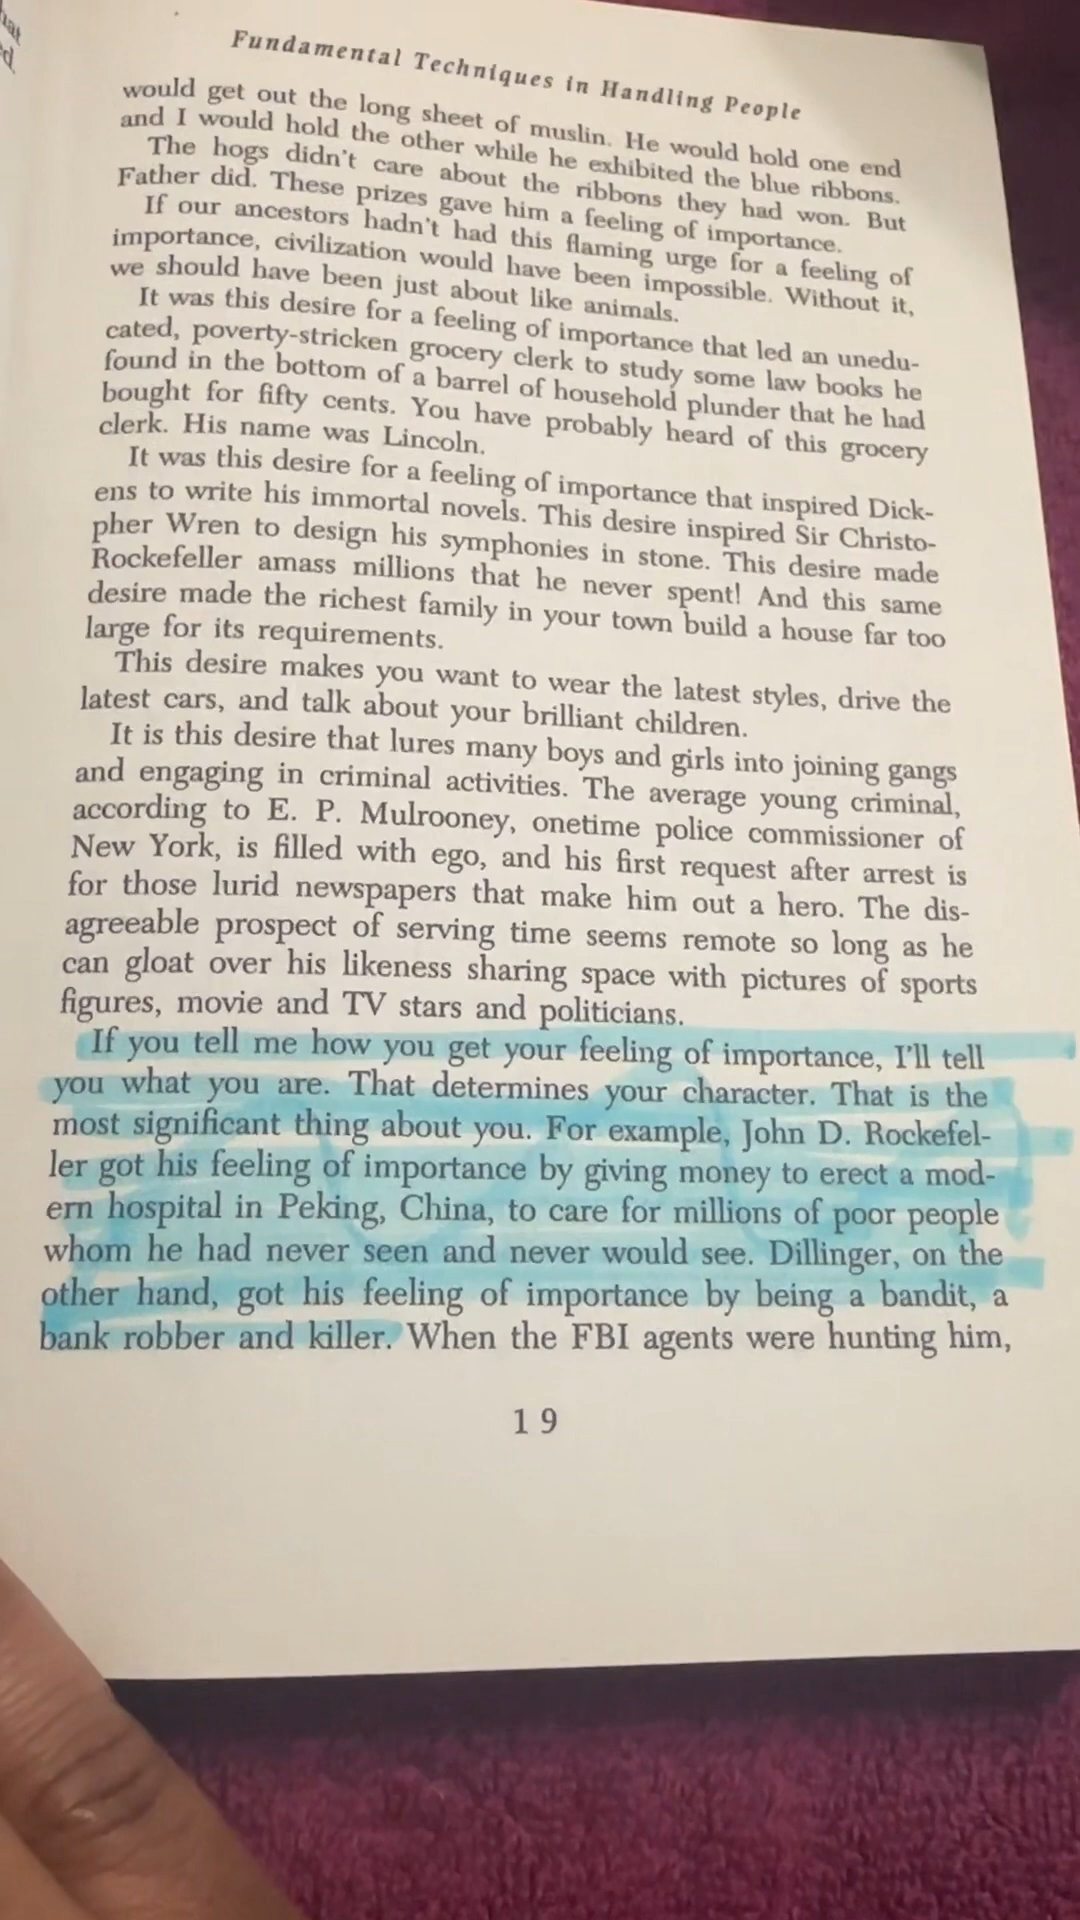 hat
ed
Fundamental Techniques in Handling People
would get out the long sheet of muslin. He would hold one end
and I would hold the other while he exhibited the blue ribbons.
The hogs didn't care about the ribbons they had won. But
Father did. These prizes gave him a feeling of importance.
If our ancestors hadn't had this flaming urge for a feeling of
importance, civilization would have been impossible. Without it,
we should have been just about like animals.
It was this desire for a feeling of importance that led an unedu-
cated, poverty-stricken grocery clerk to study some law books he
found in the bottom of a barrel of household plunder that he had
bought for fifty cents. You have probably heard of this grocery
clerk. His name was Lincoln.
It was this desire for a feeling of importance that inspired Dick-
ens to write his immortal novels. This desire inspired Sir Christo-
pher Wren to design his symphonies in stone. This desire made
Rockefeller amass millions that he never spent! And this same
desire made the richest family in your town build a house far too
large for its requirements.
This desire makes you want to wear the latest styles, drive the
latest cars, and talk about your brilliant children.
It is this desire that lures many boys and girls into joining gangs
and engaging in criminal activities. The average young criminal,
according to E. P. Mulrooney, onetime police commissioner of
New York, is filled with ego, and his first request after arrest is
for those lurid newspapers that make him out a hero. The dis-
agreeable prospect of serving time seems remote so long as he
can gloat over his likeness sharing space with pictures of sports
figures, movie and TV stars and politicians.
If you tell me how you get your feeling of importance, I'll tell
you what you are. That determines your character. That is the
most significant thing about you. For example, John D. Rockefel-
ler got his feeling of importance by giving money to erect a mod-
ern hospital in Peking, China, to care for millions of poor people
whom he had never seen and never would see. Dillinger, on the
other hand, got his feeling of importance by being a bandit, a
bank robber and killer. When the FBI agents were hunting him,
19